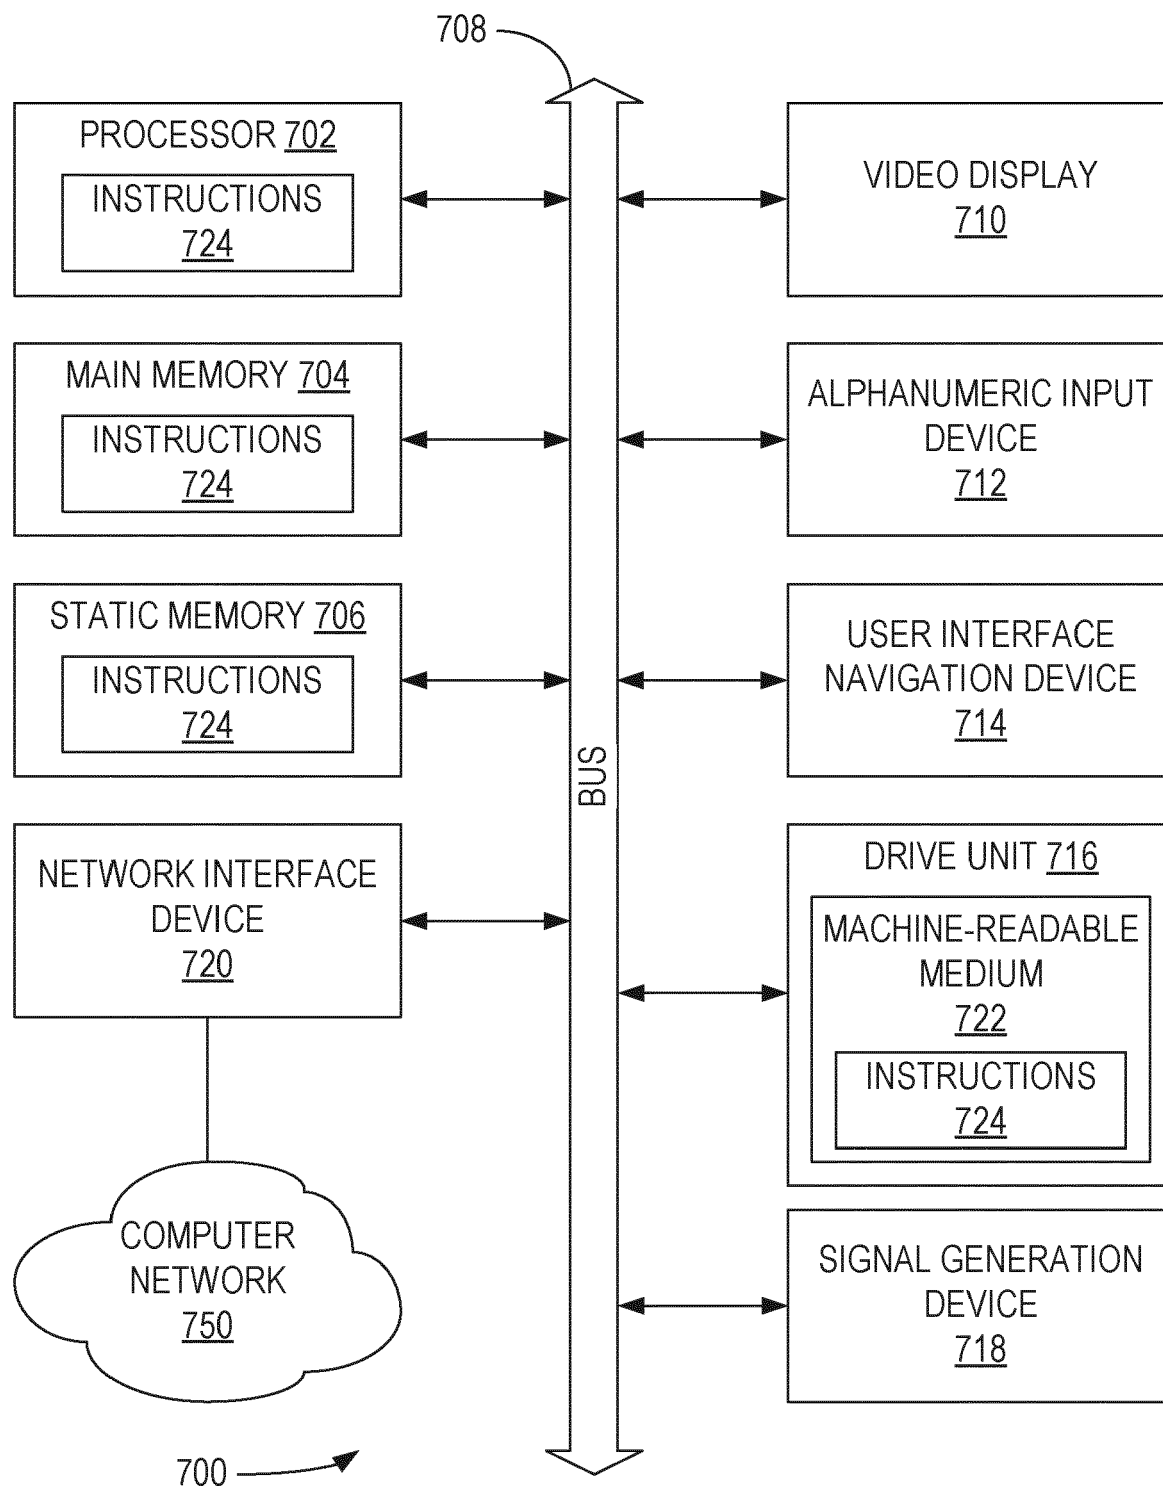 708
PROCESSOR 702
INSTRUCTIONS
724
MAIN MEMORY 704
INSTRUCTIONS
724
STATIC MEMORY 706
INSTRUCTIONS
724
NETWORK INTERFACE
DEVICE
720
COMPUTER
NETWORK
750
700
BUS
VIDEO DISPLAY
710
ALPHANUMERIC INPUT
DEVICE
712
USER INTERFACE
NAVIGATION DEVICE
714
DRIVE UNIT 716
MACHINE-READABLE
MEDIUM
722
INSTRUCTIONS
724
SIGNAL GENERATION
DEVICE
718